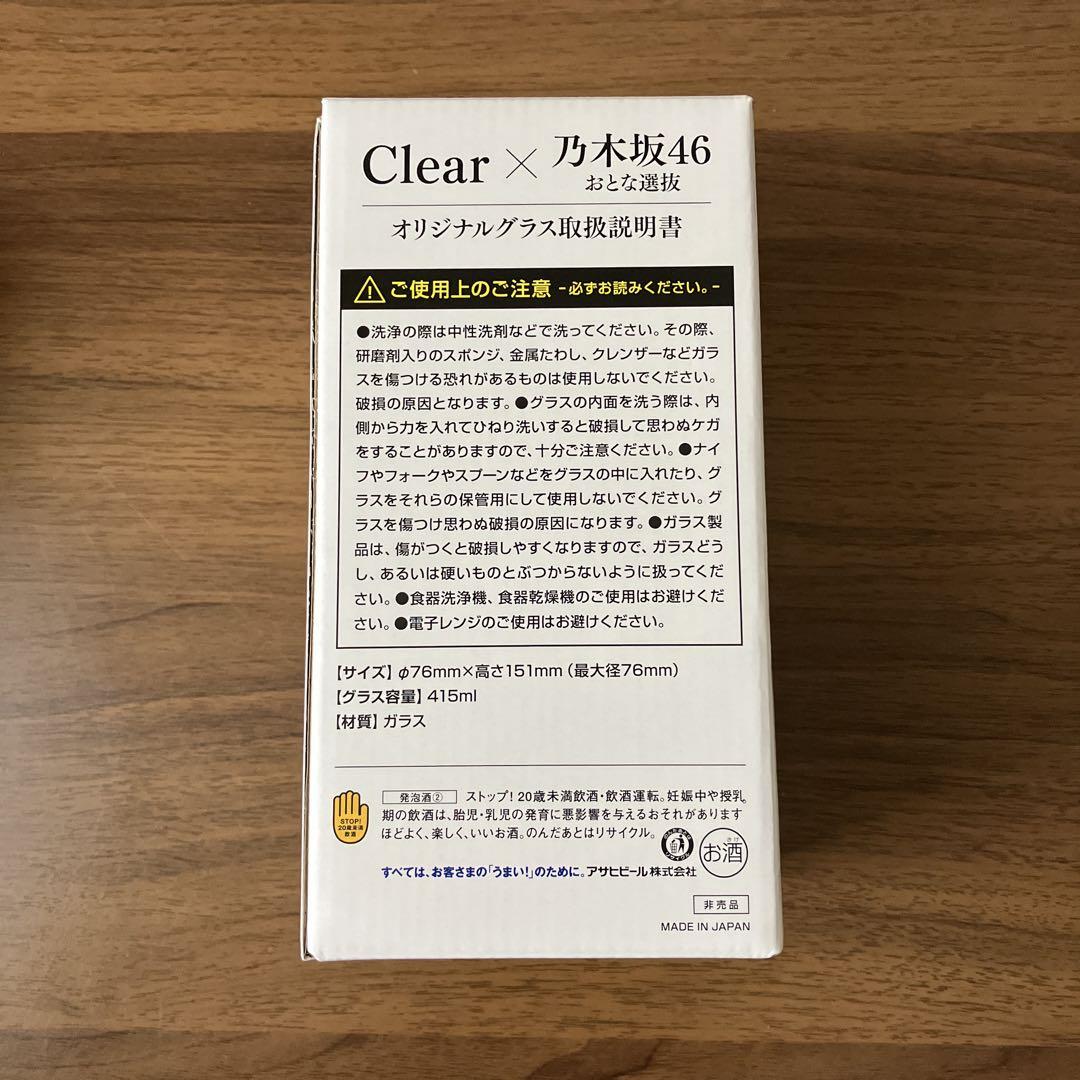 Clear × 乃木坂46
おとな選抜
オリジナルグラス取扱説明書
ご使用上のご注意 -必ずお読みください。-
●洗浄の際は中性洗剤などで洗ってください。その際、
研磨剤入りのスポンジ、金属たわし、クレンザーなどガラ
スを傷つける恐れがあるものは使用しないでください。
破損の原因となります。●グラスの内面を洗う際は、内
側から力を入れてひねり洗いすると破損して思わぬケガ
をすることがありますので、十分ご注意ください。●ナイ
フやフォークやスプーンなどをグラスの中に入れたり、グ
ラスをそれらの保管用にして使用しないでください。グ
ラスを傷つけ思わぬ破損の原因になります。●ガラス製
品は、傷がつくと破損しやすくなりますので、ガラスどう
し、あるいは硬いものとぶつからないように扱ってくだ
さい。●食器洗浄機、食器乾燥機のご使用はお避けくだ
さい。●電子レンジのご使用はお避けください。
【サイズ】φ76mm×高さ151mm（最大径76mm）
【グラス容量】415ml
【材質】ガラス
STOP!
20歳未満
飲酒
発泡酒② ストップ!20歳未満飲酒・飲酒運転。妊娠中や授乳
期の飲酒は、胎児・乳児の発育に悪影響を与えるおそれがあります
ほどよく、楽しく、いいお酒。のんだあとはリサイクル。
のんだあとは
リサイクル
さけ
お酒
すべては、お客さまの「うまい!」のために。アサヒビール株式会社
非売品
MADE IN JAPAN